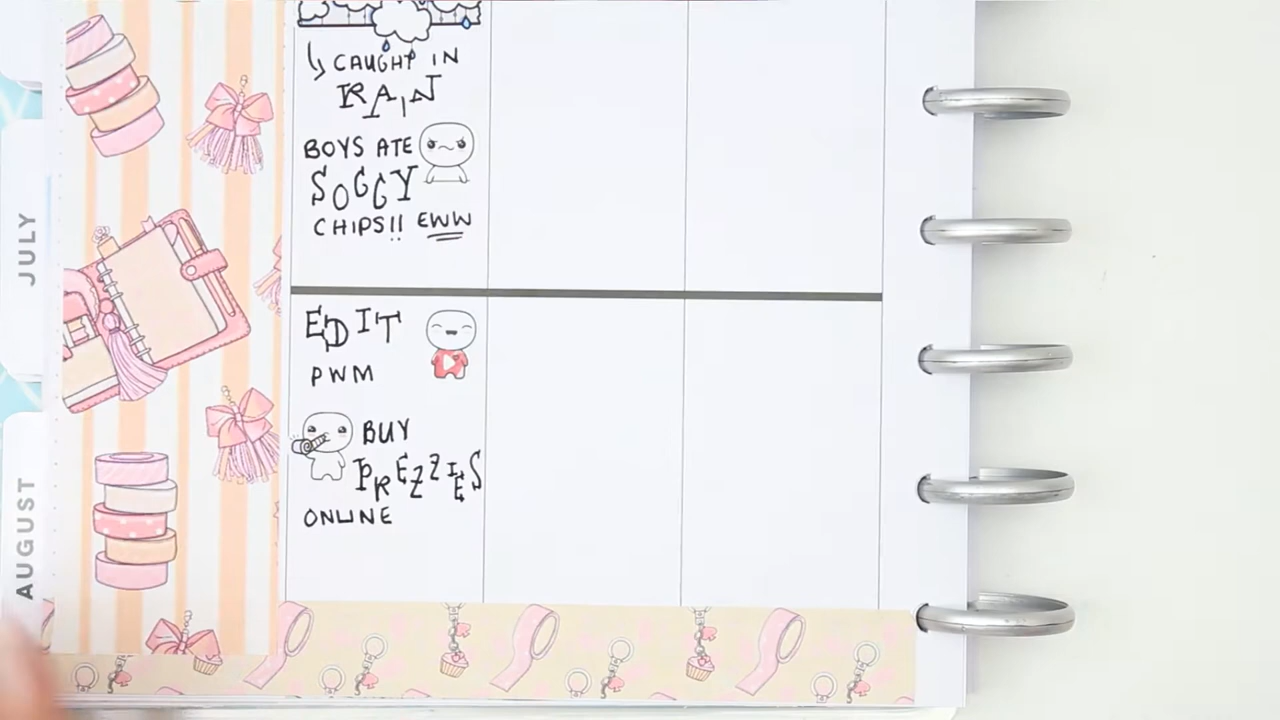 JULY
AUGUST
CAUGHT IN
RAIN
BOYS ATE
SOGGY
CHIPS!! EWW
EDIT
PWM
BUY
PREZZIES
ONLINE